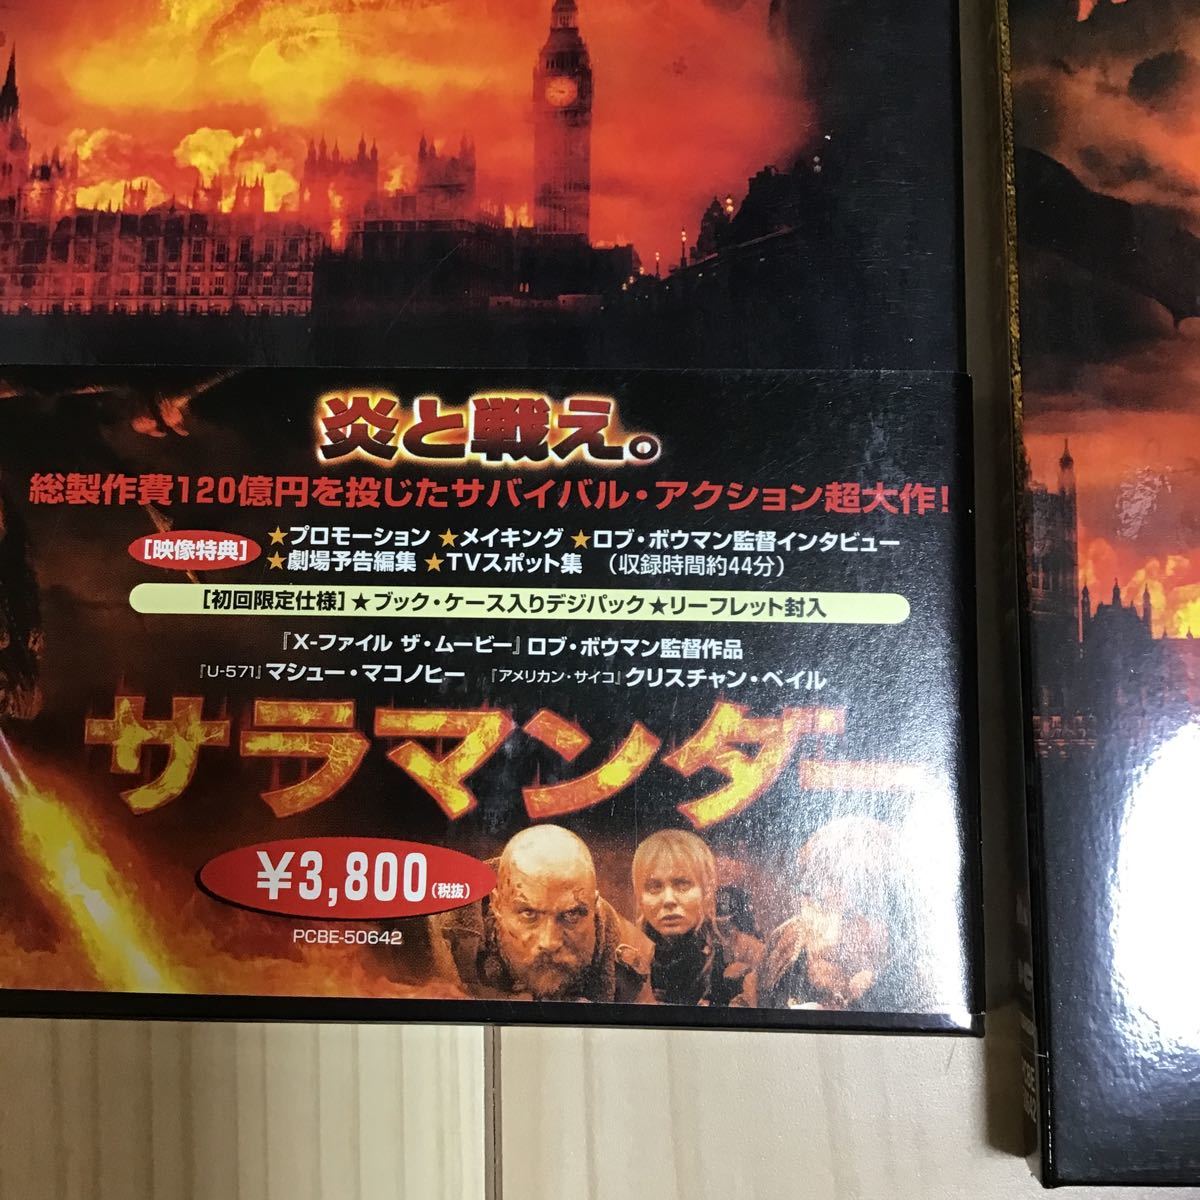 炎と戦え。
総製作費120億円を投じたサバイバル・アクション超大作!
[映像特典] ★プロモーション ★メイキング ★ロブ・ボウマン監督インタビュー
★劇場予告編集 ★TVスポット集 (収録時間約44分)
[初回限定仕様]★ブック・ケース入りデジパック★リーフレット封入
『X-ファイル ザ・ムービー』ロブ・ボウマン監督作品
『U-571』マシュー・マコノヒー 『アメリカン・サイコ』クリスチャン・ベイル
サラマンダー
¥3,800(税抜)
PCBE-50642